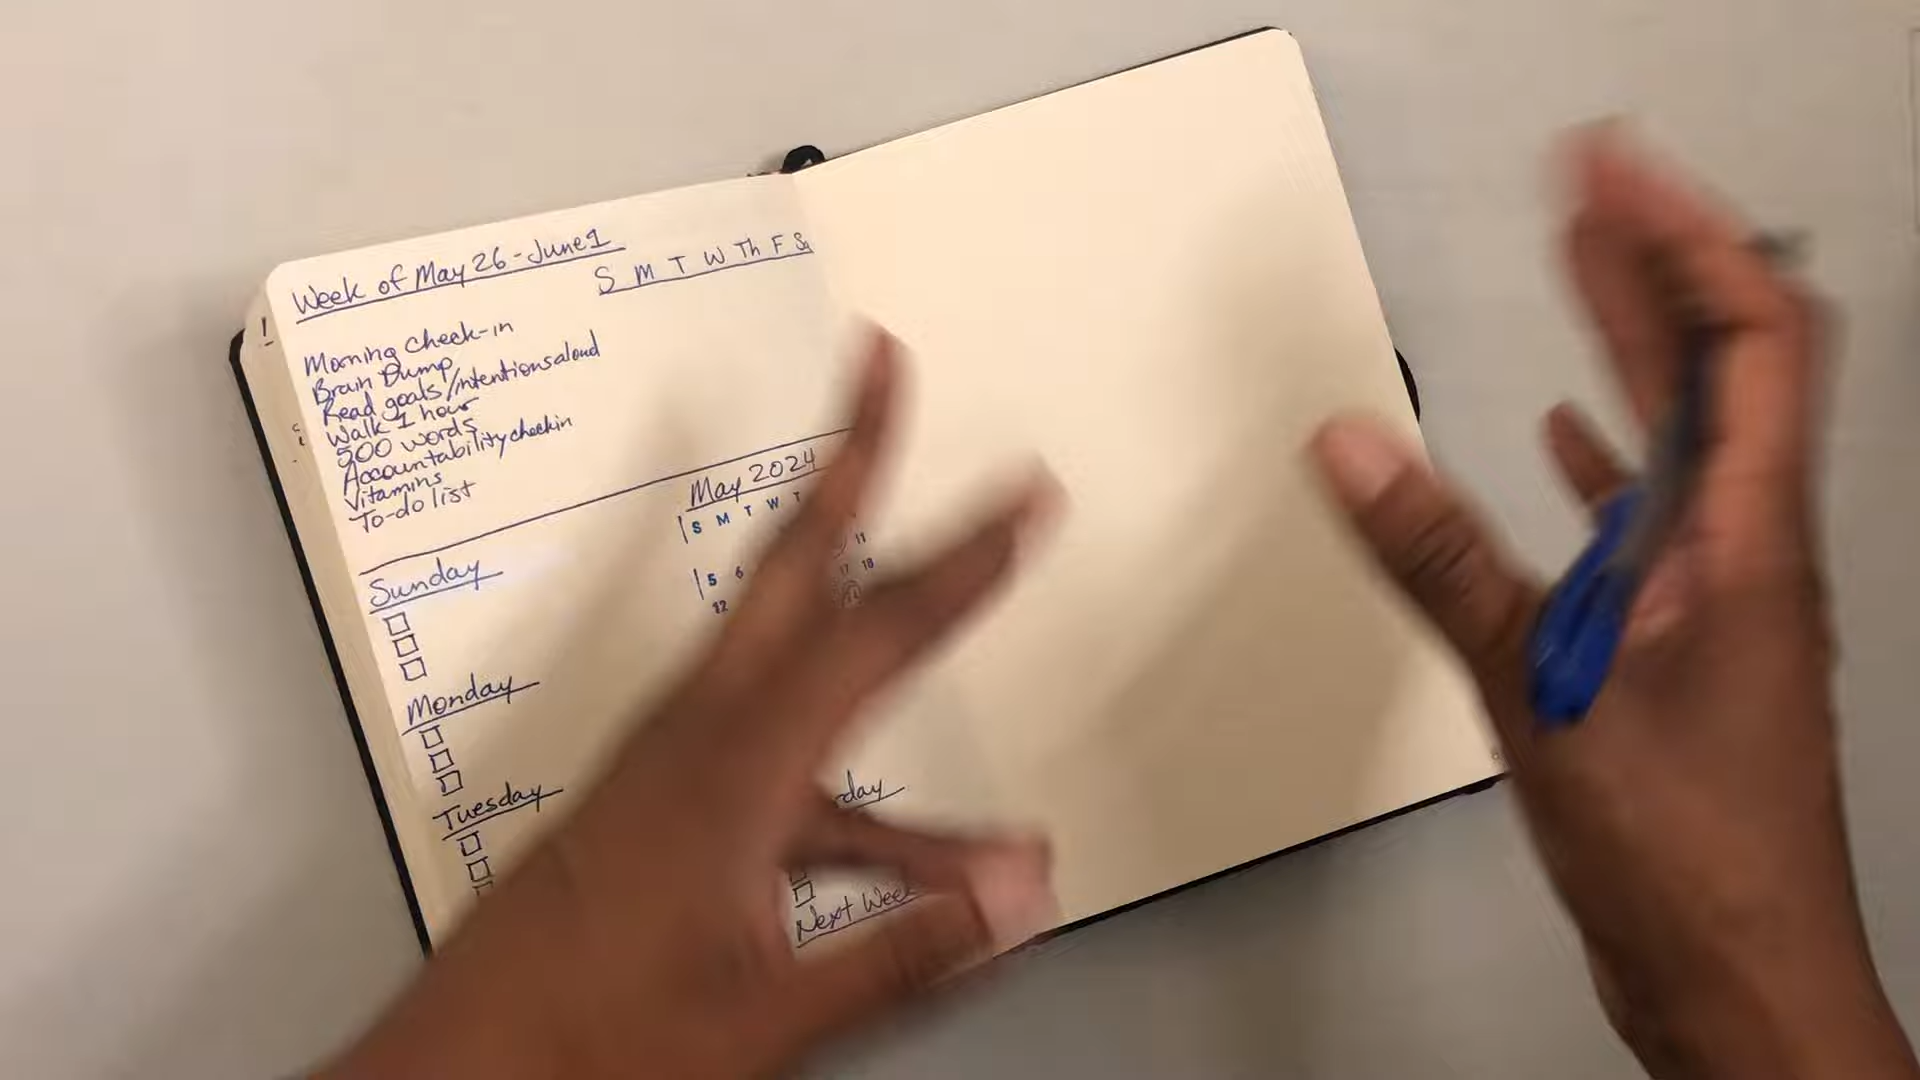 Week of May 26-June 1
S M T W Th F Sa
Morning check-in
Brain Dump
Read goals/intentions aloud
Walk 1 hour
500 words
Accountability checkin
Vitamins
To-do list
May 2024
S M T W T
11
5 6 17 18
12
Sunday
Monday
Tuesday
rday
Next Week